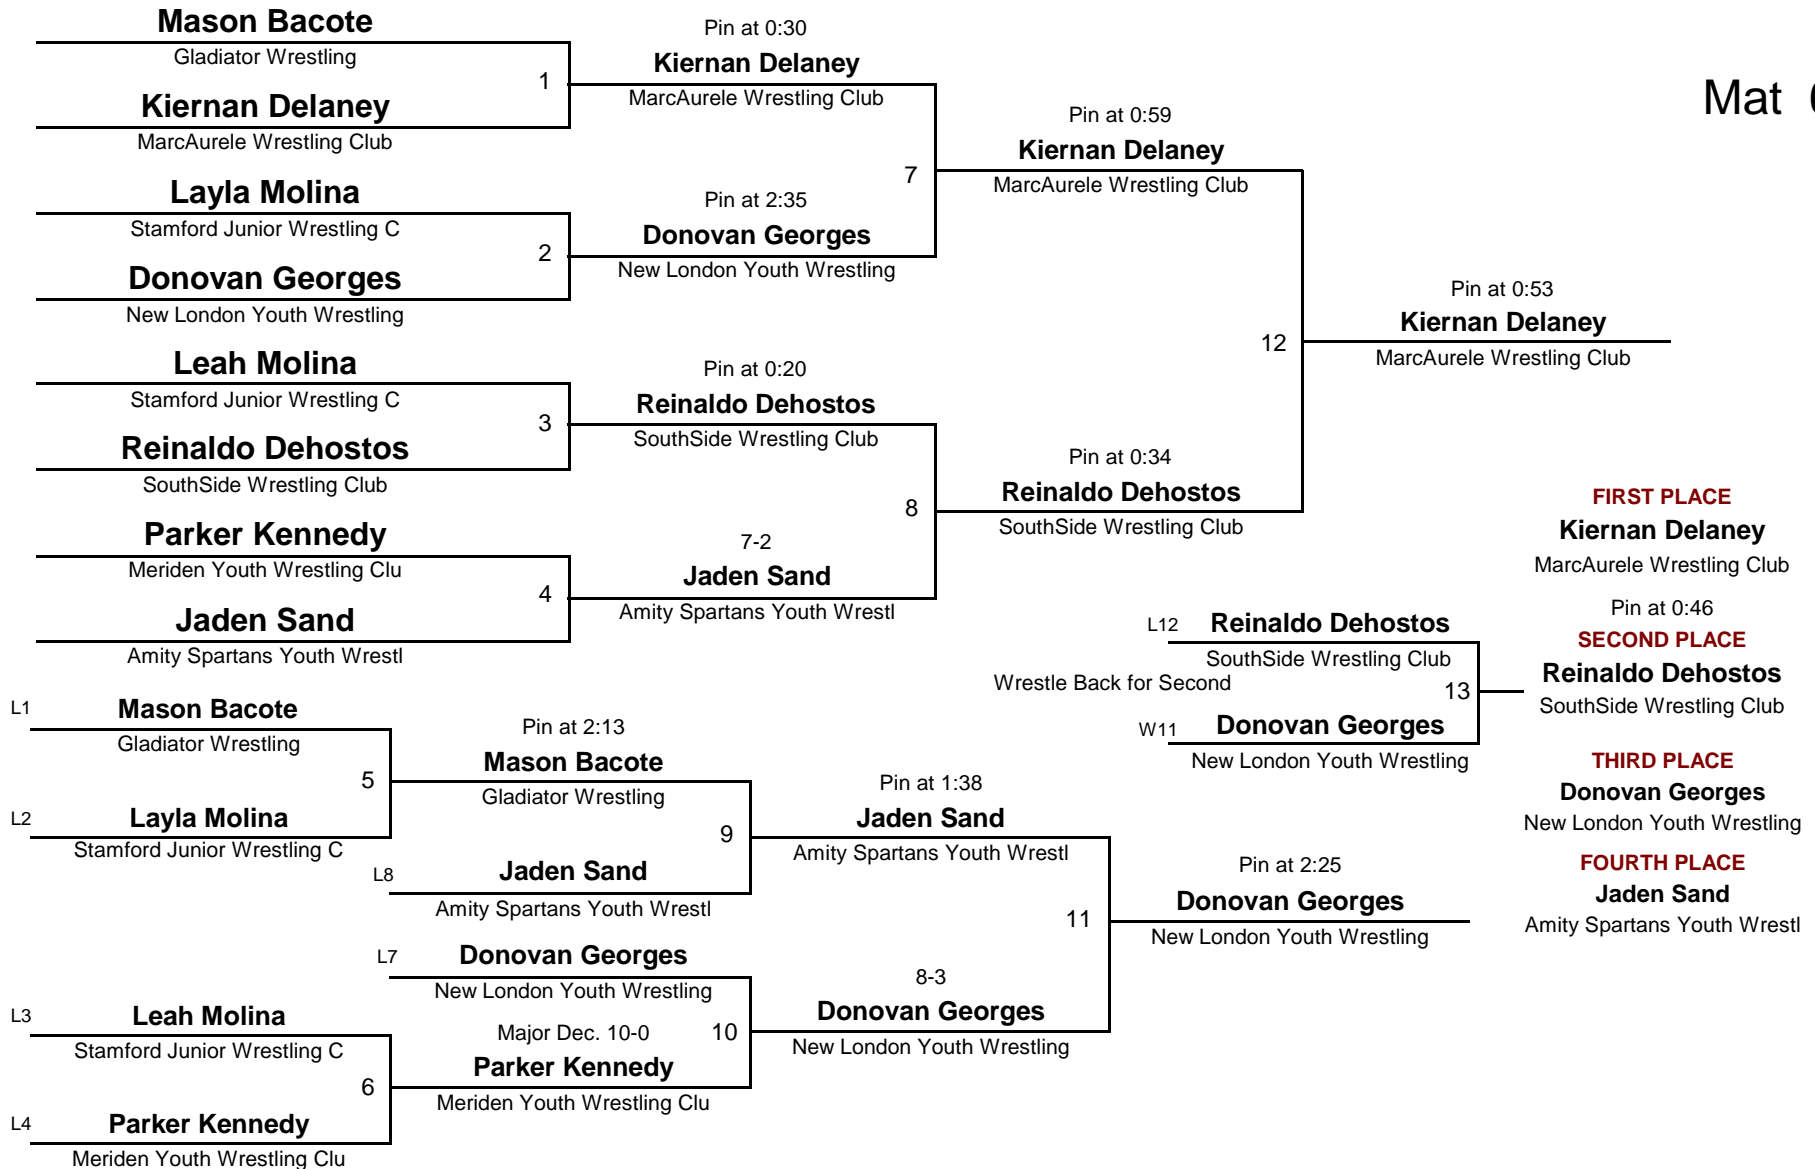 Mason Bacote
Gladiator Wrestling
1
Kiernan Delaney
MarcAurele Wrestling Club
Layla Molina
Stamford Junior Wrestling C
2
Donovan Georges
New London Youth Wrestling
Leah Molina
Stamford Junior Wrestling C
3
Reinaldo Dehostos
SouthSide Wrestling Club
Parker Kennedy
Meriden Youth Wrestling Clu
4
Jaden Sand
Amity Spartans Youth Wrestl
Pin at 0:30
Kiernan Delaney
MarcAurele Wrestling Club
7
Pin at 2:35
Donovan Georges
New London Youth Wrestling
Pin at 0:20
Reinaldo Dehostos
SouthSide Wrestling Club
8
7-2
Jaden Sand
Amity Spartans Youth Wrestl
Pin at 0:59
Kiernan Delaney
MarcAurele Wrestling Club
12
Pin at 0:34
Reinaldo Dehostos
SouthSide Wrestling Club
Mat
Pin at 0:53
Kiernan Delaney
MarcAurele Wrestling Club
L1 Mason Bacote
Gladiator Wrestling
5
L2 Layla Molina
Stamford Junior Wrestling C
L3 Leah Molina
Stamford Junior Wrestling C
6
L4 Parker Kennedy
Meriden Youth Wrestling Clu
Pin at 2:13
Mason Bacote
Gladiator Wrestling
9
L8 Jaden Sand
Amity Spartans Youth Wrestl
L7 Donovan Georges
New London Youth Wrestling
10
Major Dec. 10-0
Parker Kennedy
Meriden Youth Wrestling Clu
Pin at 1:38
Jaden Sand
Amity Spartans Youth Wrestl
11
8-3
Donovan Georges
New London Youth Wrestling
Pin at 2:25
Donovan Georges
New London Youth Wrestling
L12 Reinaldo Dehostos
SouthSide Wrestling Club
Wrestle Back for Second
13
W11 Donovan Georges
New London Youth Wrestling
FIRST PLACE
Kiernan Delaney
MarcAurele Wrestling Club
Pin at 0:46
SECOND PLACE
Reinaldo Dehostos
SouthSide Wrestling Club
THIRD PLACE
Donovan Georges
New London Youth Wrestling
FOURTH PLACE
Jaden Sand
Amity Spartans Youth Wrestl